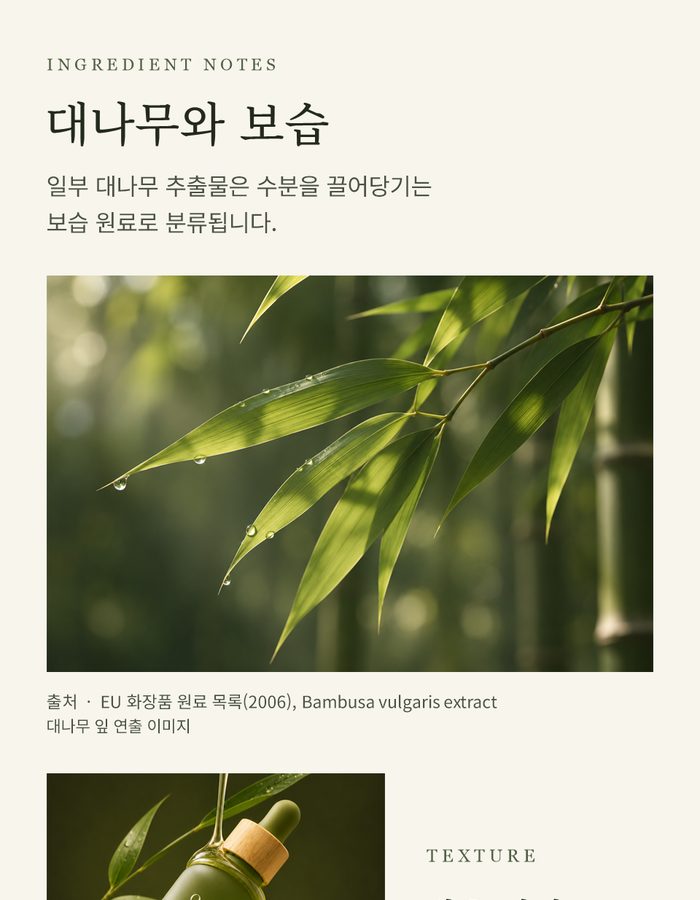 INGREDIENT NOTES
대나무와 보습
일부 대나무 추출물은 수분을 끌어당기는
보습 원료로 분류됩니다.
출처 · EU 화장품 원료 목록(2006), Bambusa vulgaris extract
대나무 잎 연출 이미지
TEXTURE